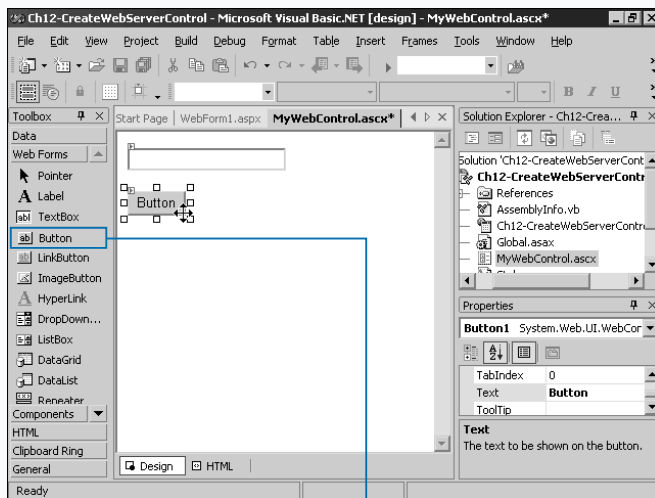 Ch12-CreateWebServerControl - Microsoft Visual Basic.NET [design] - MyWebControl.ascx*
File Edit View Project Build Debug Format Table Insert Frames Tools Window Help
B I U
Toolbox
Data
Web Forms
Pointer
A Label
abl TextBox
ab Button
ab LinkButton
ImageButton
A HyperLink
DropDown...
ListBox
DataGrid
DataList
Repeater
Components
HTML
Clipboard Ring
General
Start Page WebForm1.aspx MyWebControl.ascx*
Button
Design HTML
Solution Explorer - Ch12-Crea...
Solution 'Ch12-CreateWebServerCont
Ch12-CreateWebServerContr
References
AssemblyInfo.vb
Ch12-CreateWebServerContr
Global.asax
MyWebControl.ascx
Properties
Button1 System.Web.UI.WebCor
TabIndex 0
Text Button
ToolTip
Text
The text to be shown on the button.
Ready